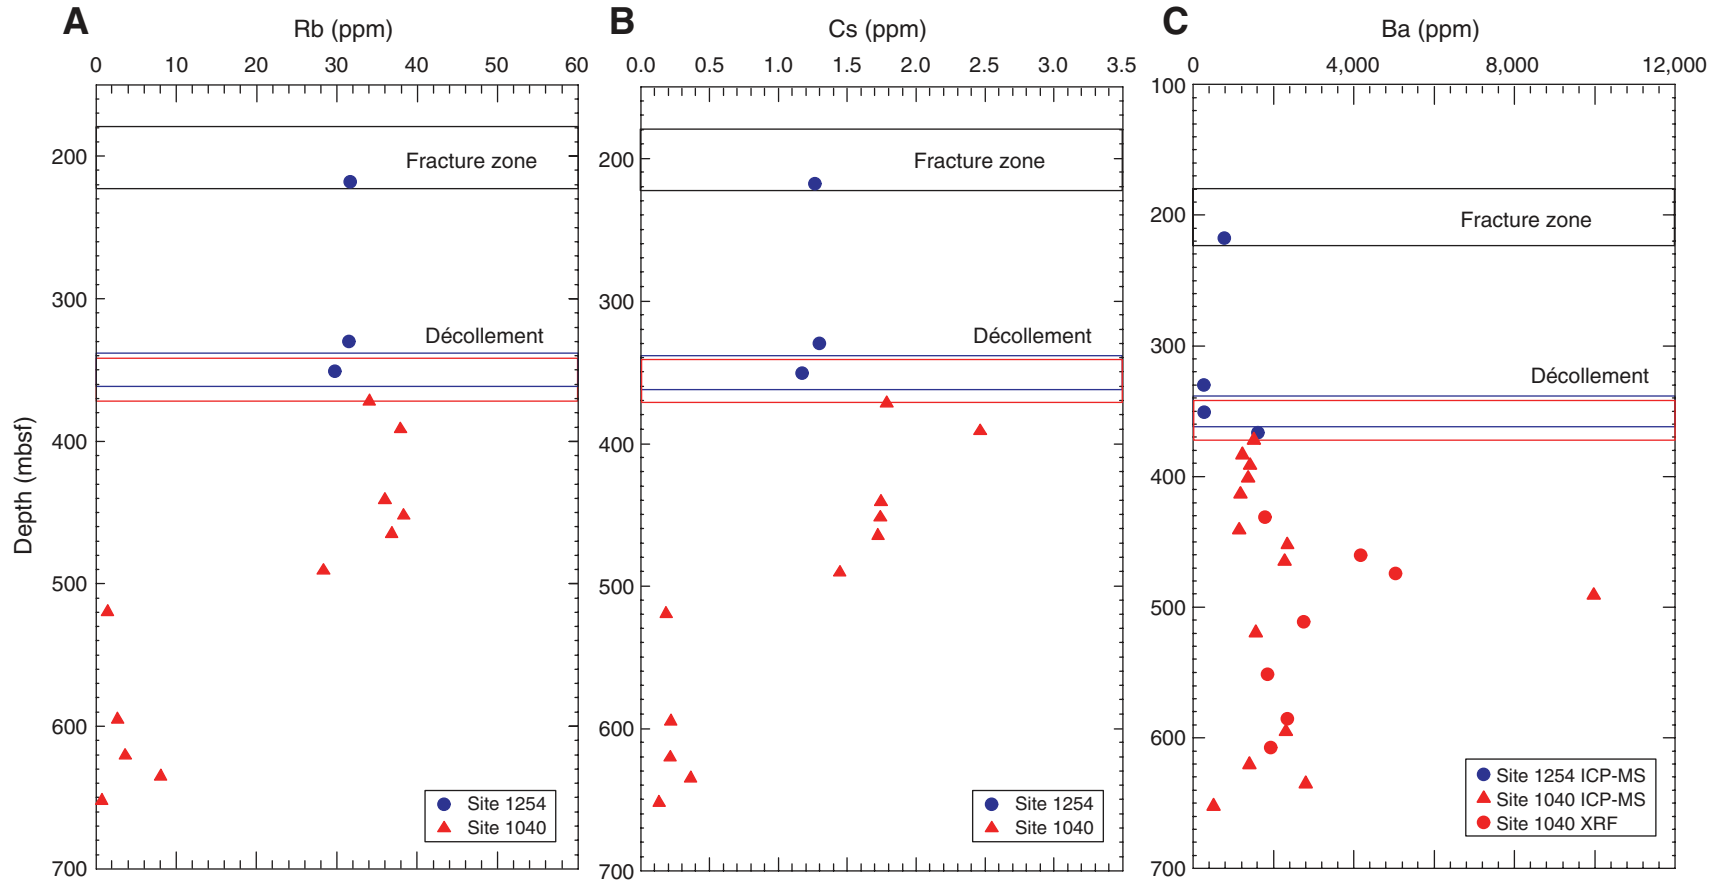 A
Rb (ppm)
0 10 20 30 40 50 60
200
300
400
500
600
700
Depth (mbsf)
Fracture zone
Décollement
Site 1254
Site 1040
B
Cs (ppm)
0.0 0.5 1.0 1.5 2.0 2.5 3.0 3.5
200
300
400
500
600
700
Fracture zone
Décollement
Site 1254
Site 1040
C
Ba (ppm)
0 4,000 8,000 12,000
100
200
300
400
500
600
700
Fracture zone
Décollement
Site 1254 ICP-MS
Site 1040 ICP-MS
Site 1040 XRF